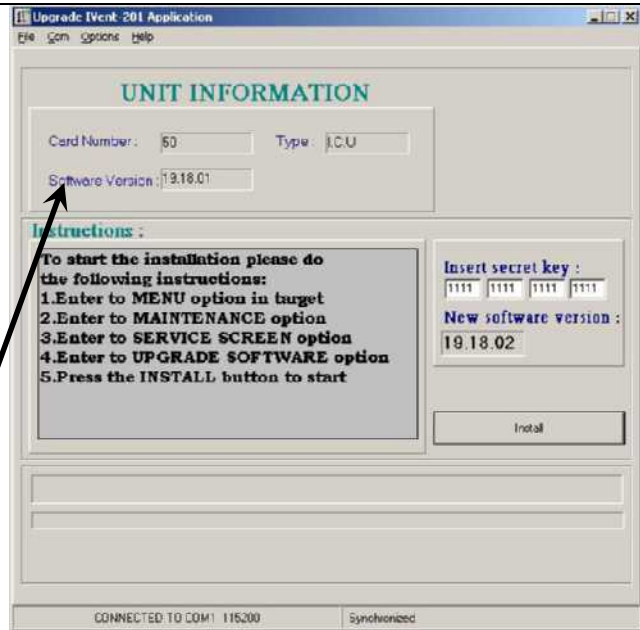 Upgrade IVent-201 Application
File Com Options Help
UNIT INFORMATION
Card Number : 50 Type : I.C.U
Software Version : 19.18.01
Instructions :
To start the installation please do
the following instructions:
1.Enter to MENU option in target
2.Enter to MAINTENANCE option
3.Enter to SERVICE SCREEN option
4.Enter to UPGRADE SOFTWARE option
5.Press the INSTALL button to start
Insert secret key :
1111 1111 1111 1111
New software version :
19.18.02
Install
CONNECTED TO COM1 115200 Synchronized